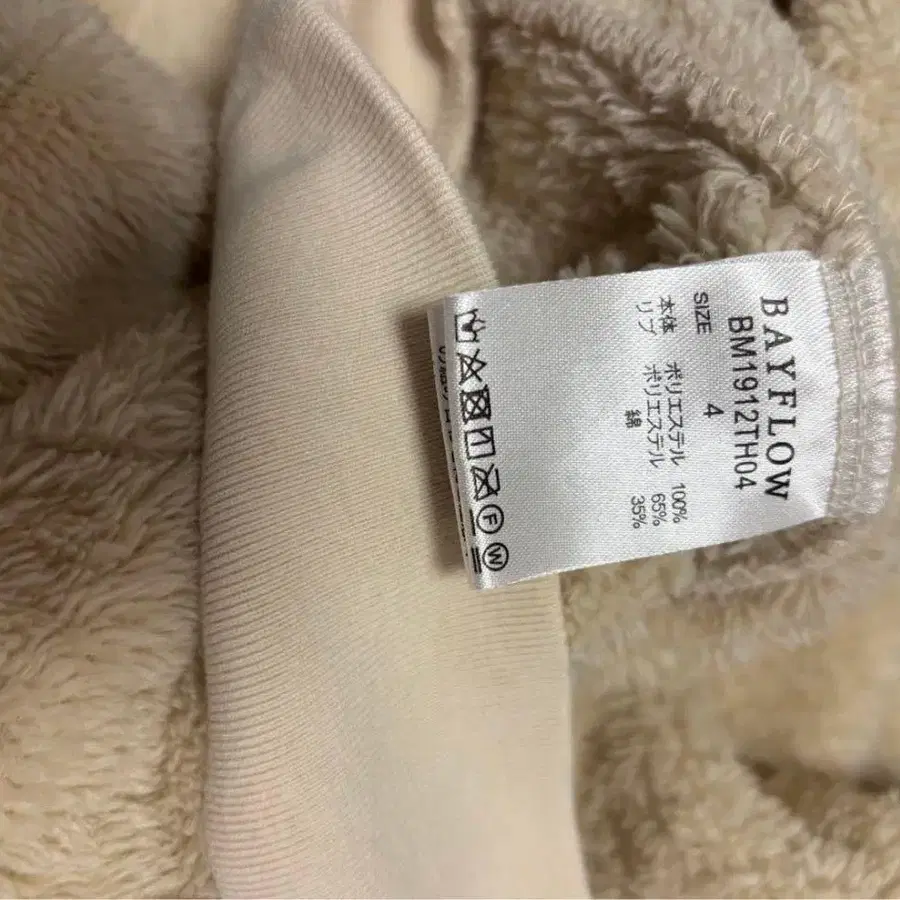 BAYFLOW
BM1912TH04
SIZE 4
本体 ポリエステル 100%
リブ ポリエステル 65%
綿 35%
F W